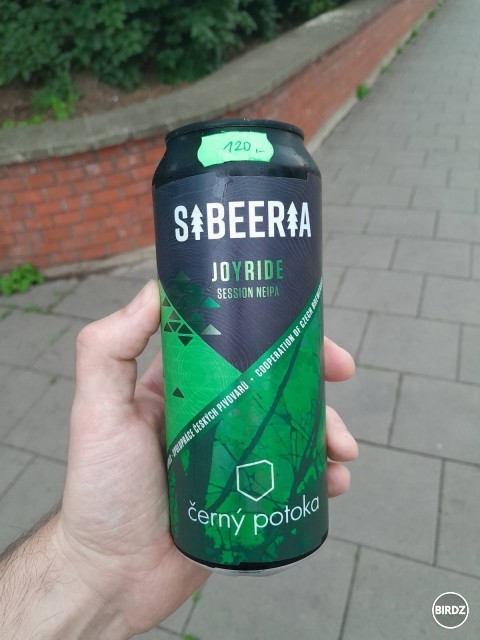 120,-
SIBEERIA
JOYRIDE
SESSION NEIPA
SPOLUPRÁCE ČESKÝCH PIVOVARŮ • COOPERATION OF CZECH
černý potoka
BIRDZ